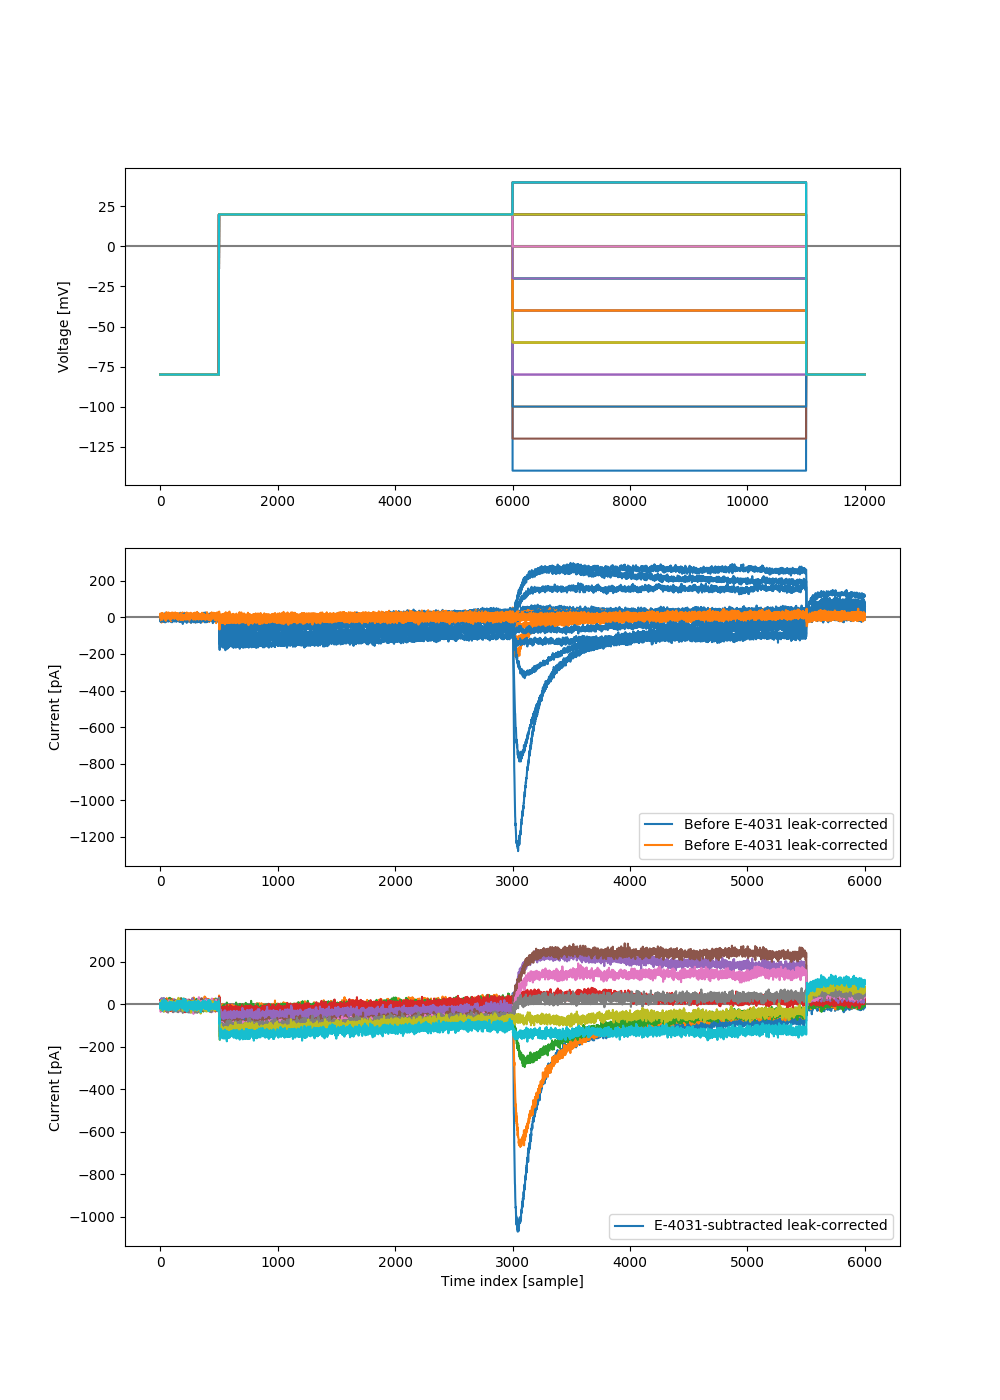 25
0
−25
−50
−75
−100
−125
Voltage [mV]
0 2000 4000 6000 8000 10000 12000
200
0
−200
−400
−600
−800
−1000
−1200
Current [pA]
Before E-4031 leak-corrected
Before E-4031 leak-corrected
0 1000 2000 3000 4000 5000 6000
200
0
−200
−400
−600
−800
−1000
Current [pA]
E-4031-subtracted leak-corrected
0 1000 2000 3000 4000 5000 6000
Time index [sample]